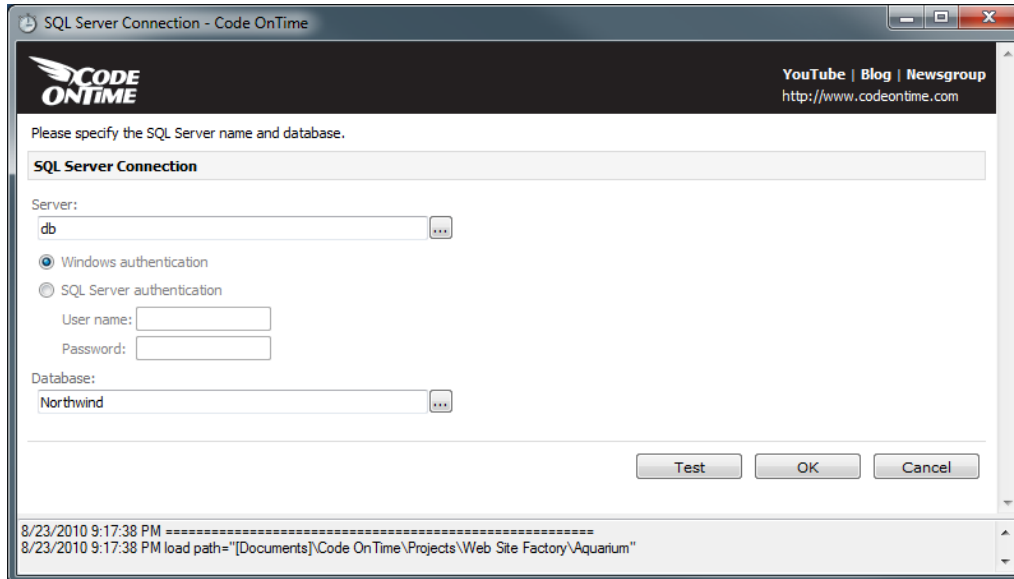 SQL Server Connection - Code OnTime
CODE
ONTIME
YouTube | Blog | Newsgroup
http://www.codeontime.com
Please specify the SQL Server name and database.
SQL Server Connection
Server:
db
...
Windows authentication
SQL Server authentication
User name:
Password:
Database:
Northwind
...
Test
OK
Cancel
8/23/2010 9:17:38 PM ========================================================
8/23/2010 9:17:38 PM load path="[Documents]\Code OnTime\Projects\Web Site Factory\Aquarium"